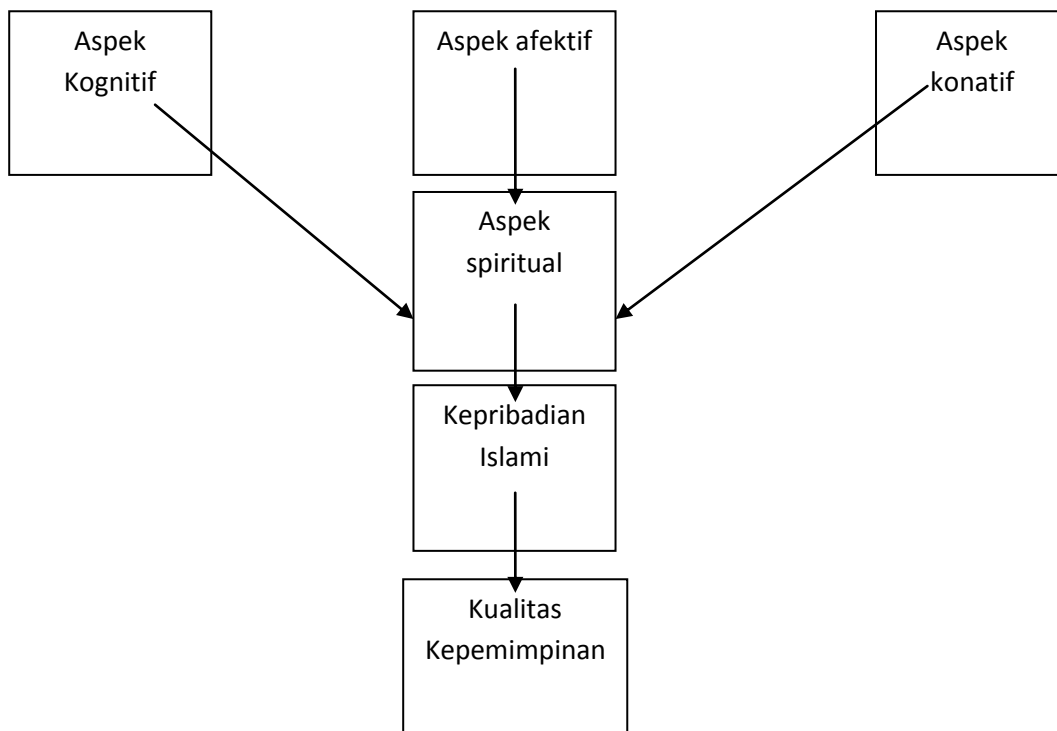 Aspek
Kognitif
Aspek afektif
Aspek
konatif
Aspek
spiritual
Kepribadian
Islami
Kualitas
Kepemimpinan